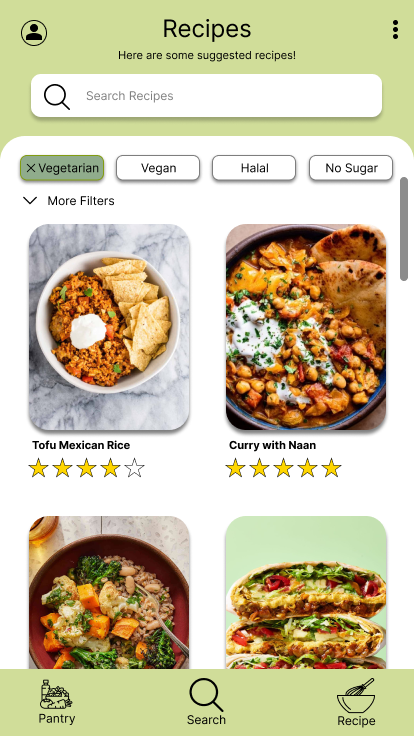 Recipes
Here are some suggested recipes!
Search Recipes
Vegetarian
Vegan
Halal
No Sugar
More Filters
Tofu Mexican Rice
Curry with Naan
Pantry
Search
Recipe